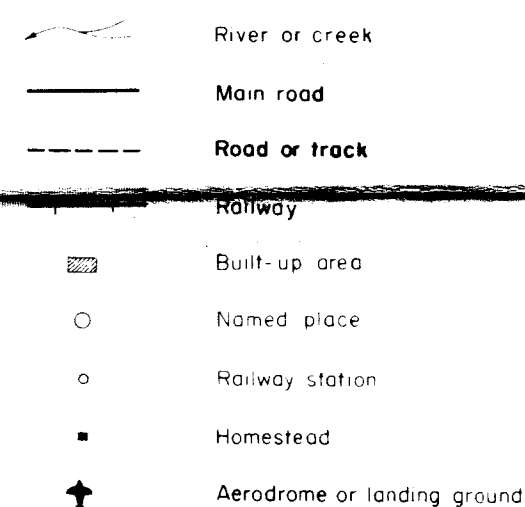 River or creek
Main road
Road or track
Railway
Built-up area
Named place
Railway station
Homestead
Aerodrome or landing ground